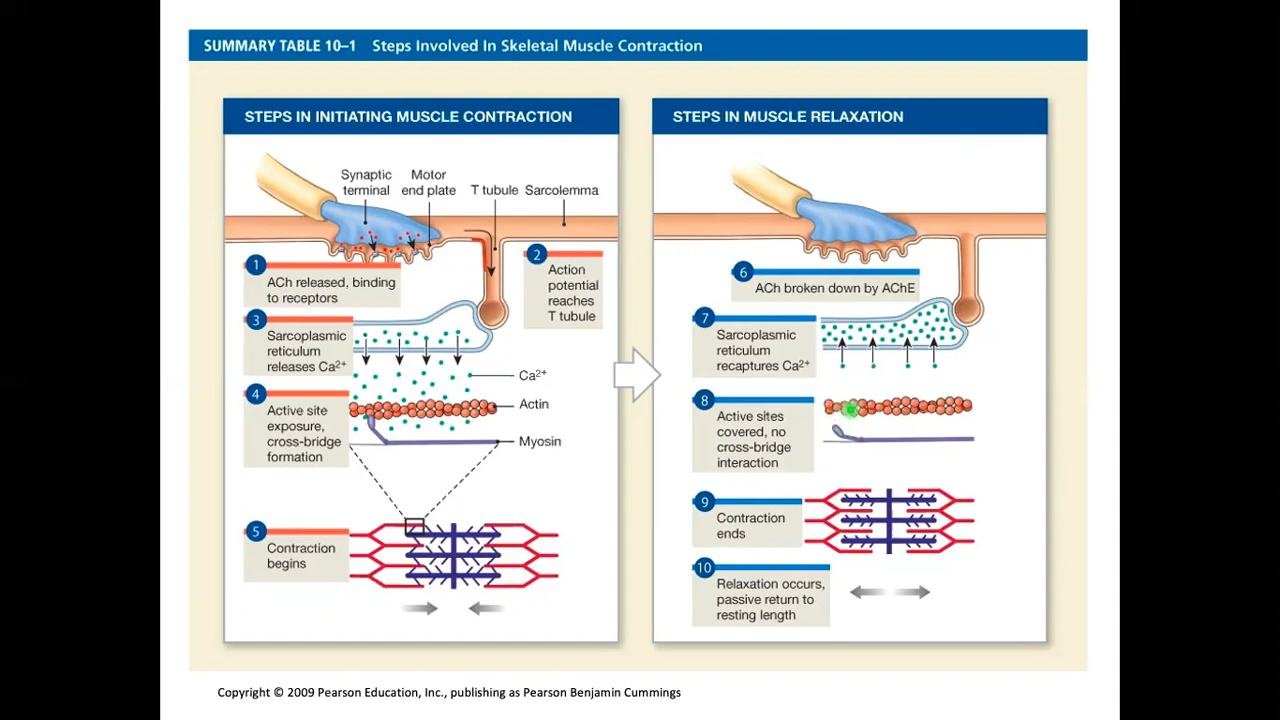 SUMMARY TABLE 10–1 Steps Involved In Skeletal Muscle Contraction
STEPS IN INITIATING MUSCLE CONTRACTION
Synaptic
terminal
Motor
end plate
T tubule
Sarcolemma
1
ACh released, binding
to receptors
2
Action
potential
reaches
T tubule
3
Sarcoplasmic
reticulum
releases Ca²⁺
Ca²⁺
4
Active site
exposure,
cross-bridge
formation
Actin
Myosin
5
Contraction
begins
STEPS IN MUSCLE RELAXATION
6
ACh broken down by AChE
7
Sarcoplasmic
reticulum
recaptures Ca²⁺
8
Active sites
covered, no
cross-bridge
interaction
9
Contraction
ends
10
Relaxation occurs,
passive return to
resting length
Copyright © 2009 Pearson Education, Inc., publishing as Pearson Benjamin Cummings